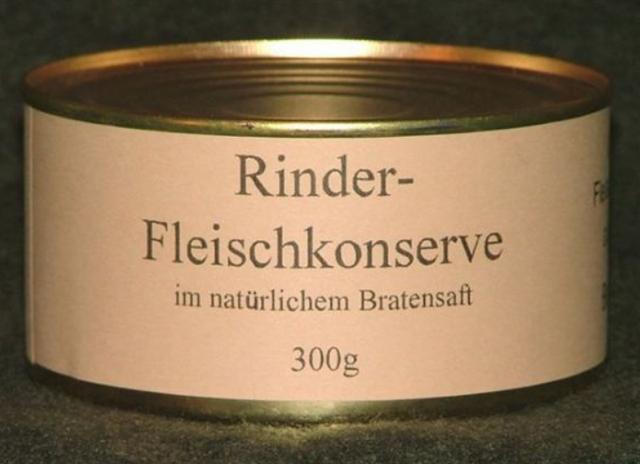 Rinder-
Fleischkonserve
im natürlichem Bratensaft
300g